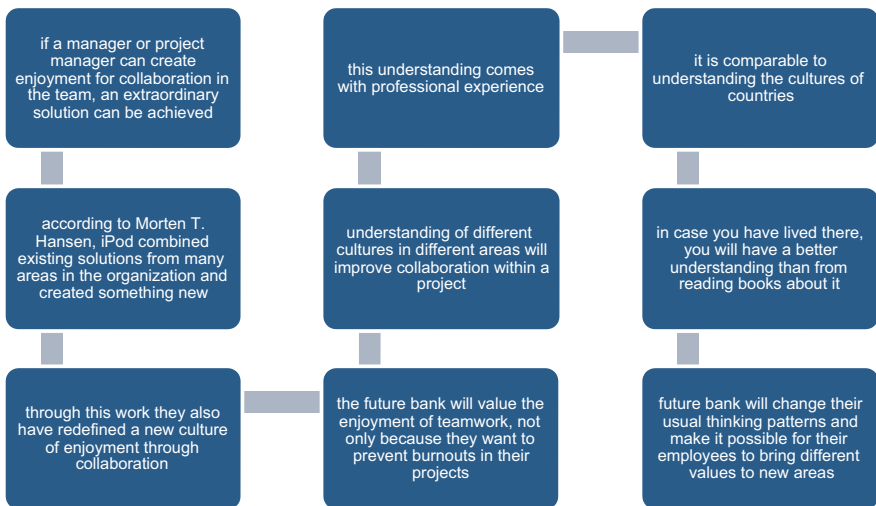 if a manager or project
manager can create
enjoyment for collaboration in
the team, an extraordinary
solution can be achieved
according to Morten T.
Hansen, iPod combined
existing solutions from many
areas in the organization and
created something new
through this work they also
have redefined a new culture
of enjoyment through
collaboration
the future bank will value the
enjoyment of teamwork, not
only because they want to
prevent burnouts in their
projects
understanding of different
cultures in different areas will
improve collaboration within a
project
this understanding comes
with professional experience
it is comparable to
understanding the cultures of
countries
in case you have lived there,
you will have a better
understanding than from
reading books about it
future bank will change their
usual thinking patterns and
make it possible for their
employees to bring different
values to new areas